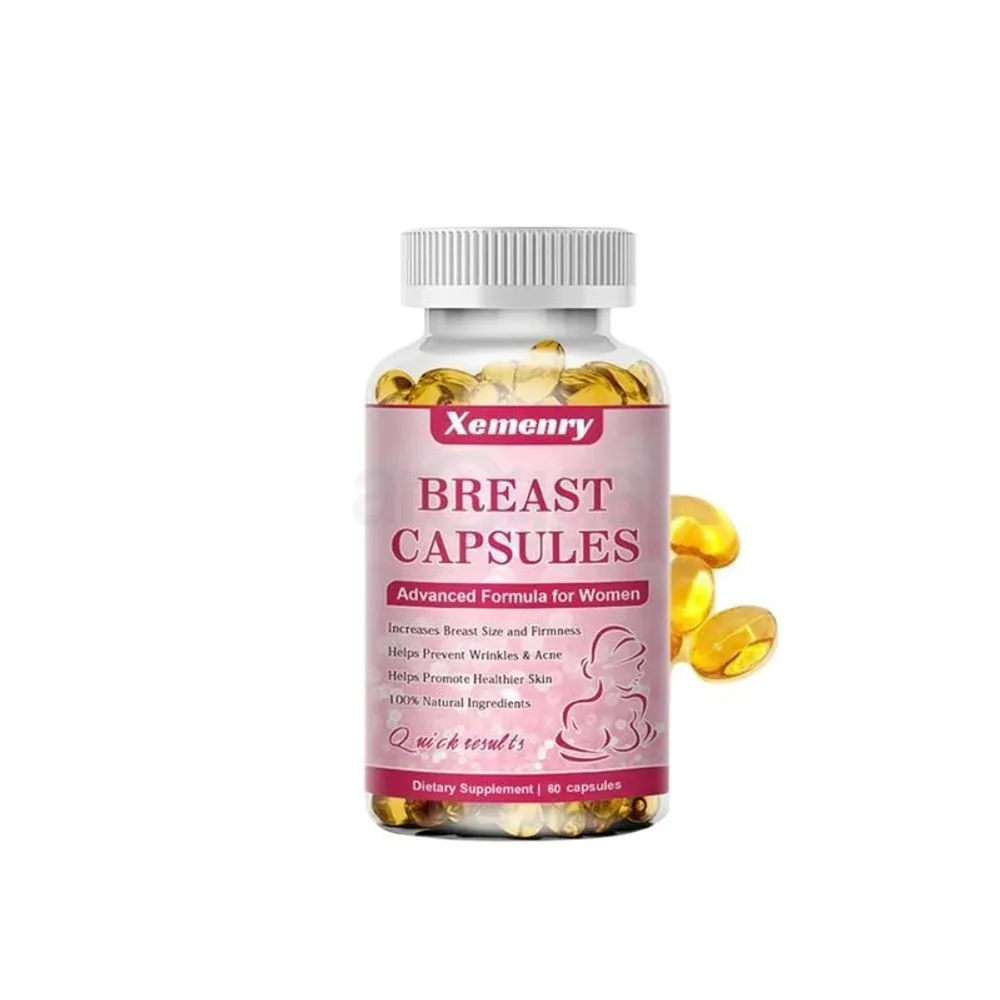 Xemenry
BREAST
CAPSULES
Advanced Formula for Women
Increases Breast Size and Firmness
Helps Prevent Wrinkles & Acne
Helps Promote Healthier Skin
100% Natural Ingredients
Quick results
Dietary Supplement | 60 capsules